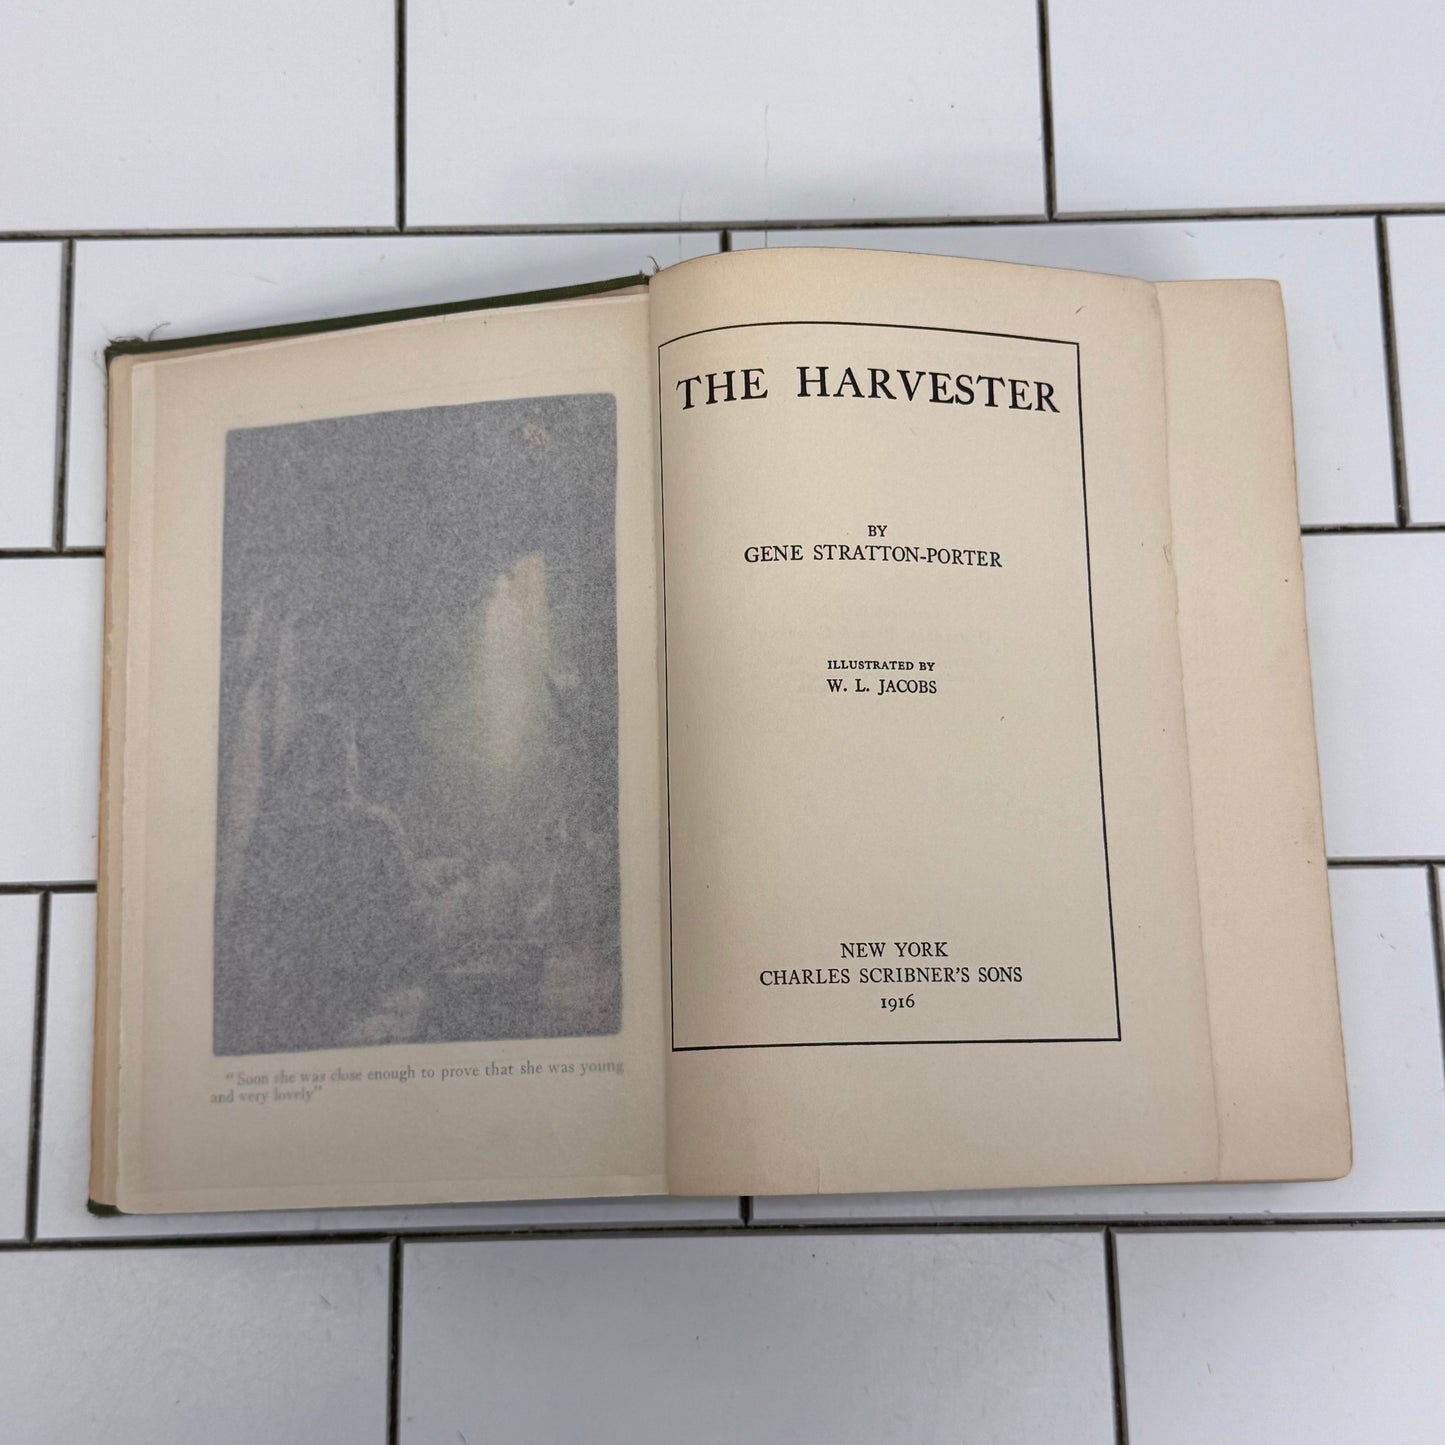 "Soon she was close enough to prove that she was young
and very lovely"
THE HARVESTER
BY
GENE STRATTON-PORTER
ILLUSTRATED BY
W. L. JACOBS
NEW YORK
CHARLES SCRIBNER'S SONS
1916